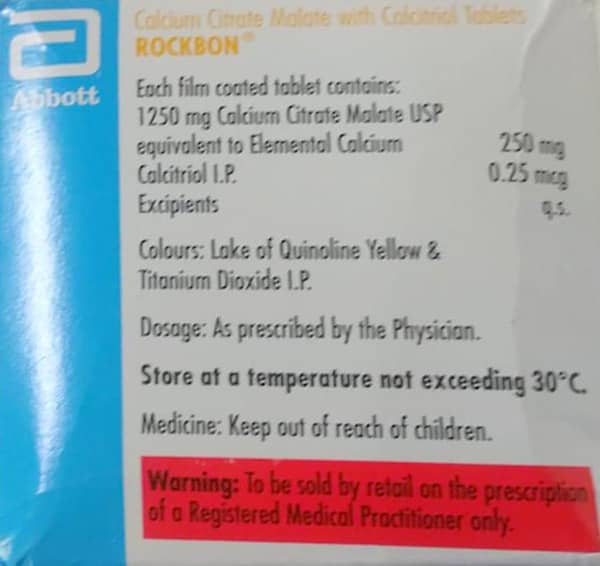 Calcium Citrate Malate with Calcitriol Tablets
ROCKBON®
Abbott
Each film coated tablet contains:
1250 mg Calcium Citrate Malate USP
equivalent to Elemental Calcium 250 mg
Calcitriol I.P. 0.25 mcg
Excipients q.s.
Colours: Lake of Quinoline Yellow &
Titanium Dioxide I.P.
Dosage: As prescribed by the Physician.
Store at a temperature not exceeding 30°C.
Medicine: Keep out of reach of children.
Warning: To be sold by retail on the prescription
of a Registered Medical Practitioner only.